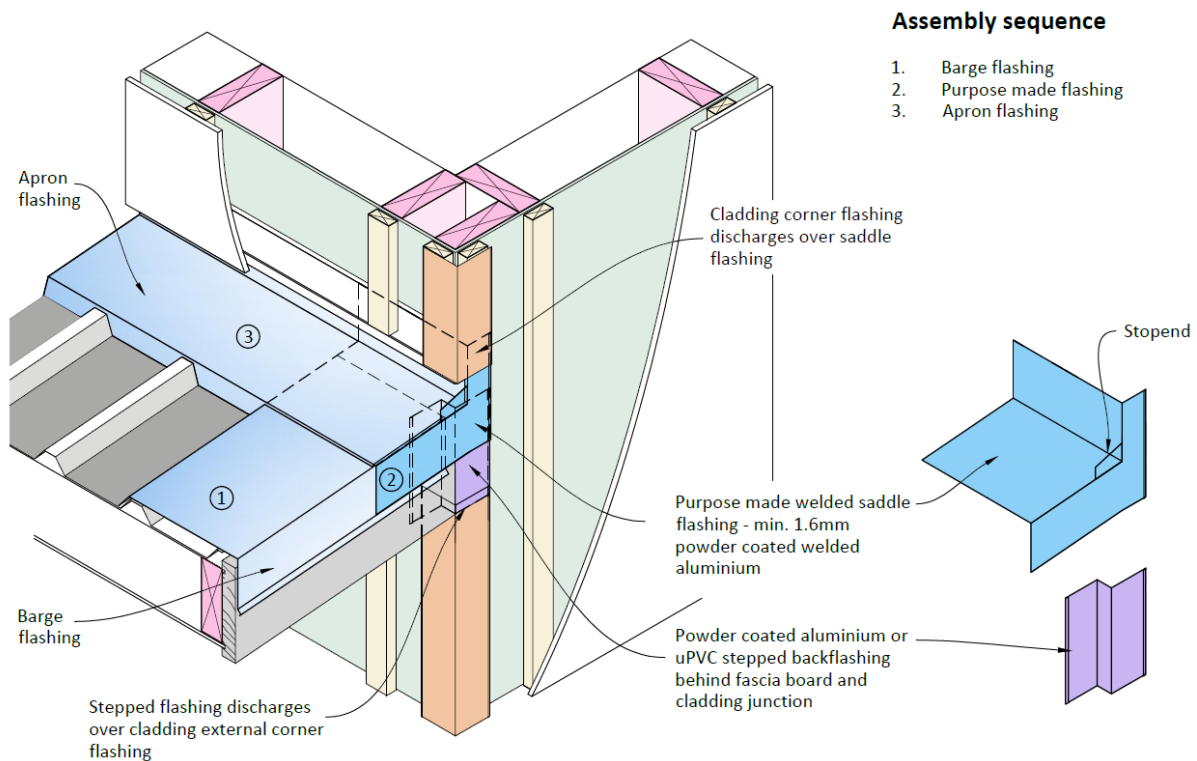 Assembly sequence
1. Barge flashing
2. Purpose made flashing
3. Apron flashing
Apron
flashing
Cladding corner flashing
discharges over saddle
flashing
Stopend
3
1
2
Purpose made welded saddle
flashing - min. 1.6mm
powder coated welded
aluminium
Barge
flashing
Powder coated aluminium or
uPVC stepped backflashing
behind fascia board and
cladding junction
Stepped flashing discharges
over cladding external corner
flashing